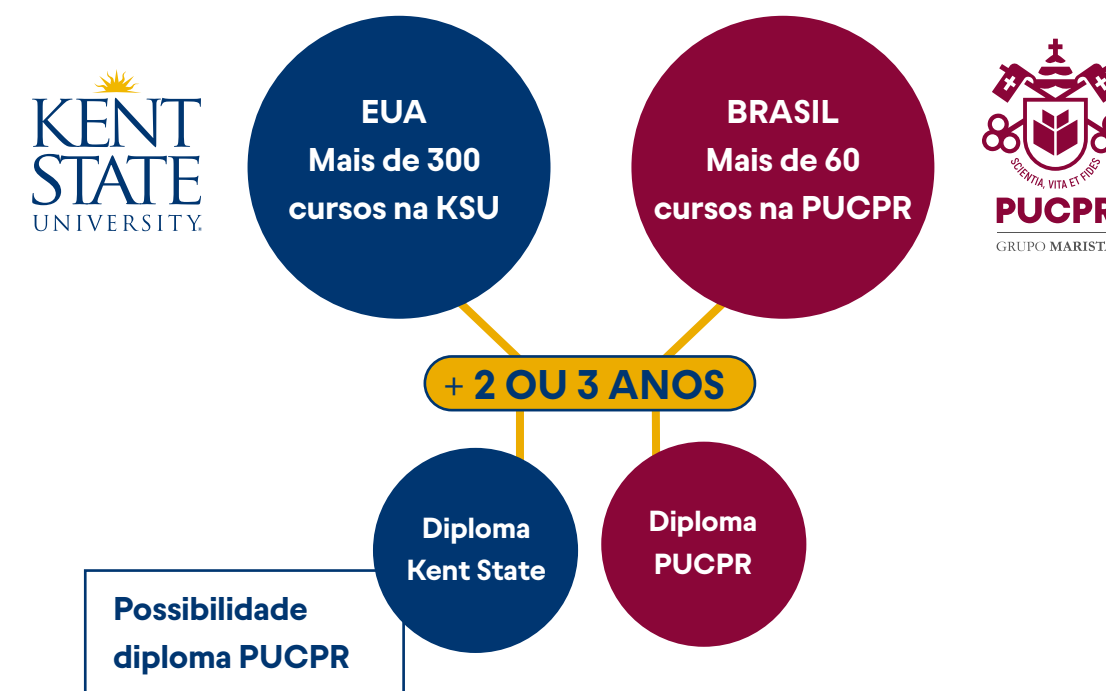 KENT
STATE
UNIVERSITY.
EUA
Mais de 300
cursos na KSU
BRASIL
Mais de 60
cursos na PUCPR
SCIENTIA, VITA ET FIDES
PUCPR
GRUPO MARISTA
+ 2 OU 3 ANOS
Diploma
Kent State
Diploma
PUCPR
Possibilidade
diploma PUCPR